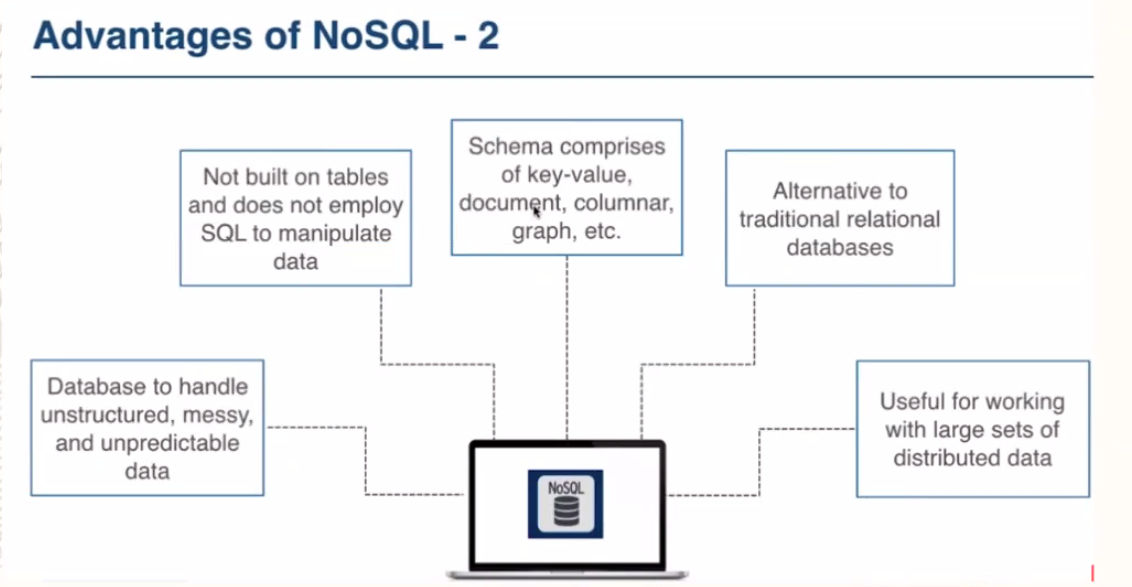 Advantages of NoSQL - 2
Not built on tables
and does not employ
SQL to manipulate
data
Schema comprises
of key-value,
document, columnar,
graph, etc.
Alternative to
traditional relational
databases
Database to handle
unstructured, messy,
and unpredictable
data
Useful for working
with large sets of
distributed data
NoSQL